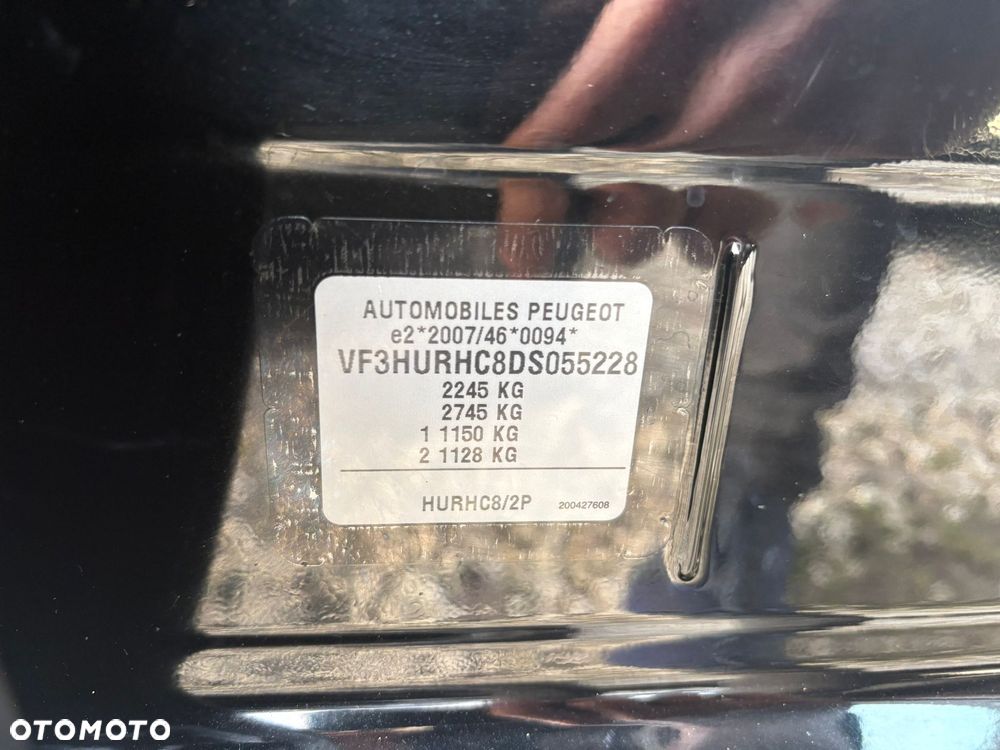 AUTOMOBILES PEUGEOT
e2*2007/46*0094*
VF3HURHC8DS055228
2245 KG
2745 KG
1 1150 KG
2 1128 KG
HURHC8/2P 200427608
OTOMOTO